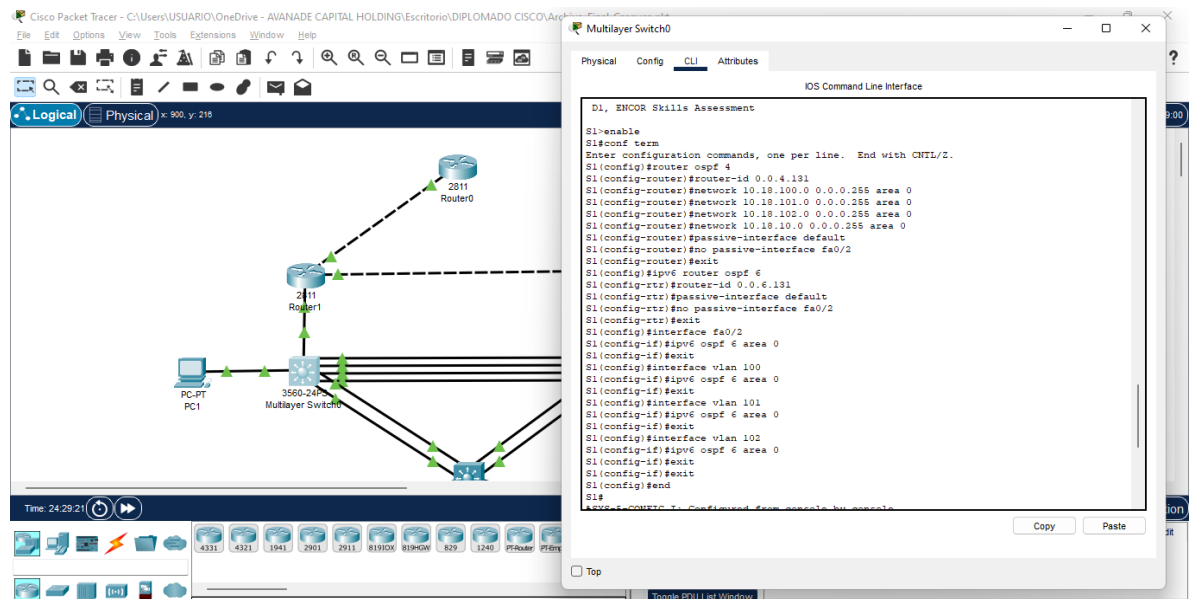 Cisco Packet Tracer - C:\Users\USUARIO\OneDrive - AVANADE CAPITAL HOLDING\Escritorio\DIPLOMADO CISCO\
File Edit Options View Tools Extensions Window Help
Logical Physical x: 900, y: 216
2811
Router0
2811
Router1
PC-PT
PC1
3560-24PS
Multilayer Switch0
Time: 24:29:21
4331 4321 1941 2901 2911 819IOX 819HGW 829 1240 PT-Router
Multilayer Switch0
Physical Config CLI Attributes
IOS Command Line Interface
D1, ENCOR Skills Assessment
S1>enable
S1#conf term
Enter configuration commands, one per line. End with CNTL/Z.
S1(config)#router ospf 4
S1(config-router)#router-id 0.0.4.131
S1(config-router)#network 10.18.100.0 0.0.0.255 area 0
S1(config-router)#network 10.18.101.0 0.0.0.255 area 0
S1(config-router)#network 10.18.102.0 0.0.0.255 area 0
S1(config-router)#network 10.18.10.0 0.0.0.255 area 0
S1(config-router)#passive-interface default
S1(config-router)#no passive-interface fa0/2
S1(config-router)#exit
S1(config)#ipv6 router ospf 6
S1(config-rtr)#router-id 0.0.6.131
S1(config-rtr)#passive-interface default
S1(config-rtr)#no passive-interface fa0/2
S1(config-rtr)#exit
S1(config)#interface fa0/2
S1(config-if)#ipv6 ospf 6 area 0
S1(config-if)#exit
S1(config)#interface vlan 100
S1(config-if)#ipv6 ospf 6 area 0
S1(config-if)#exit
S1(config)#interface vlan 101
S1(config-if)#ipv6 ospf 6 area 0
S1(config-if)#exit
S1(config)#interface vlan 102
S1(config-if)#ipv6 ospf 6 area 0
S1(config-if)#exit
S1(config-if)#exit
S1(config)#end
S1#
%SYS-5-CONFIG_I: Configured from console by console
Copy Paste
Top
Toggle PDU List Window